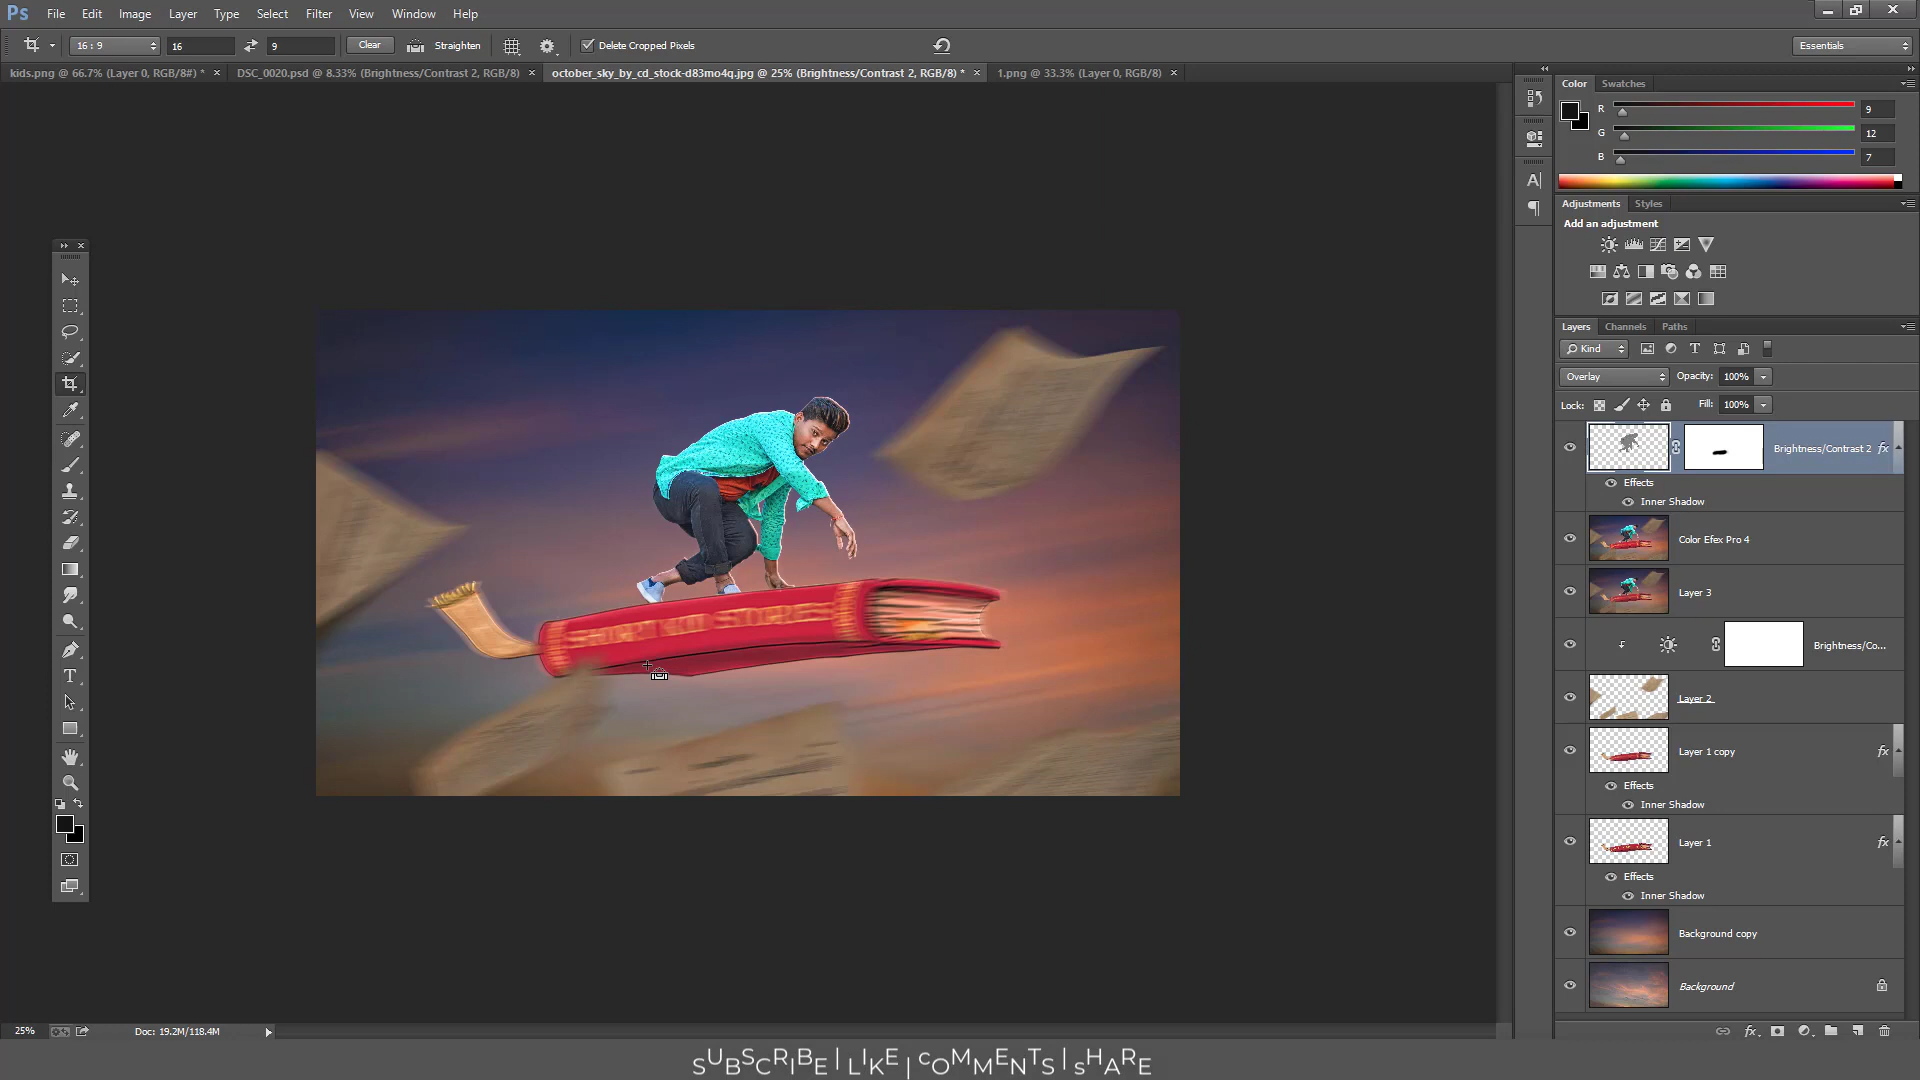 Ps File Edit Image Layer Type Select Filter Extract View Window Help
16 : 9 16 9 Clear Straighten Delete Cropped Pixels Essentials
kids.png @ 66.7% (Layer 0, RGB/8#) * × DSC_0020.psd @ 8.33% (Brightness/Contrast 2, RGB/8) × october_sky_by_cd_stock-d83mo4q.jpg @ 25% (Brightness/Contrast 2, RGB/8) * × 1.png @ 33.3% (Layer 0, RGB/8) ×
Color Swatches
R 9
G 12
B 7
Adjustments Styles
Add an adjustment
Layers Channels Paths
Kind T
Overlay Opacity: 100%
Lock: Fill: 100%
Brightness/Contrast 2 fx
Effects
Inner Shadow
Color Efex Pro 4
Layer 3
Brightness/Co...
Layer 2
Layer 1 copy fx
Effects
Inner Shadow
Layer 1 fx
Effects
Inner Shadow
Background copy
Background
25% Doc: 19.2M/118.4M
SUBSCRIBE | LIKE | COMMENTS | SHARE